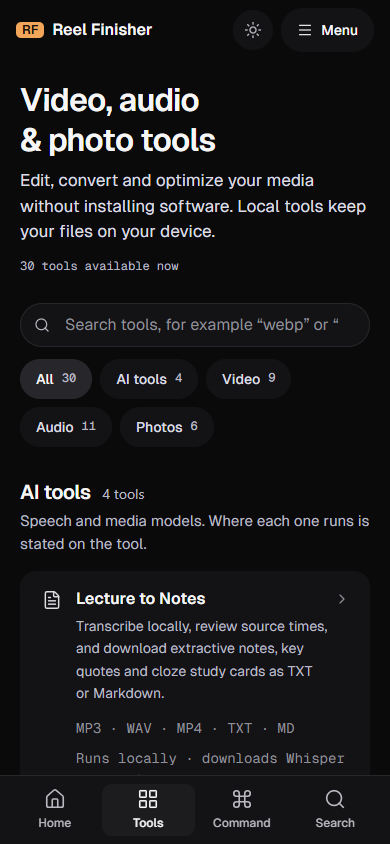 RF Reel Finisher
Menu
Video, audio
& photo tools
Edit, convert and optimize your media
without installing software. Local tools keep
your files on your device.
30 tools available now
Search tools, for example “webp” or “
All 30
AI tools 4
Video 9
Audio 11
Photos 6
AI tools 4 tools
Speech and media models. Where each one runs is
stated on the tool.
Lecture to Notes
Transcribe locally, review source times,
and download extractive notes, key
quotes and cloze study cards as TXT
or Markdown.
MP3 · WAV · MP4 · TXT · MD
Runs locally · downloads Whisper
Home
Tools
Command
Search